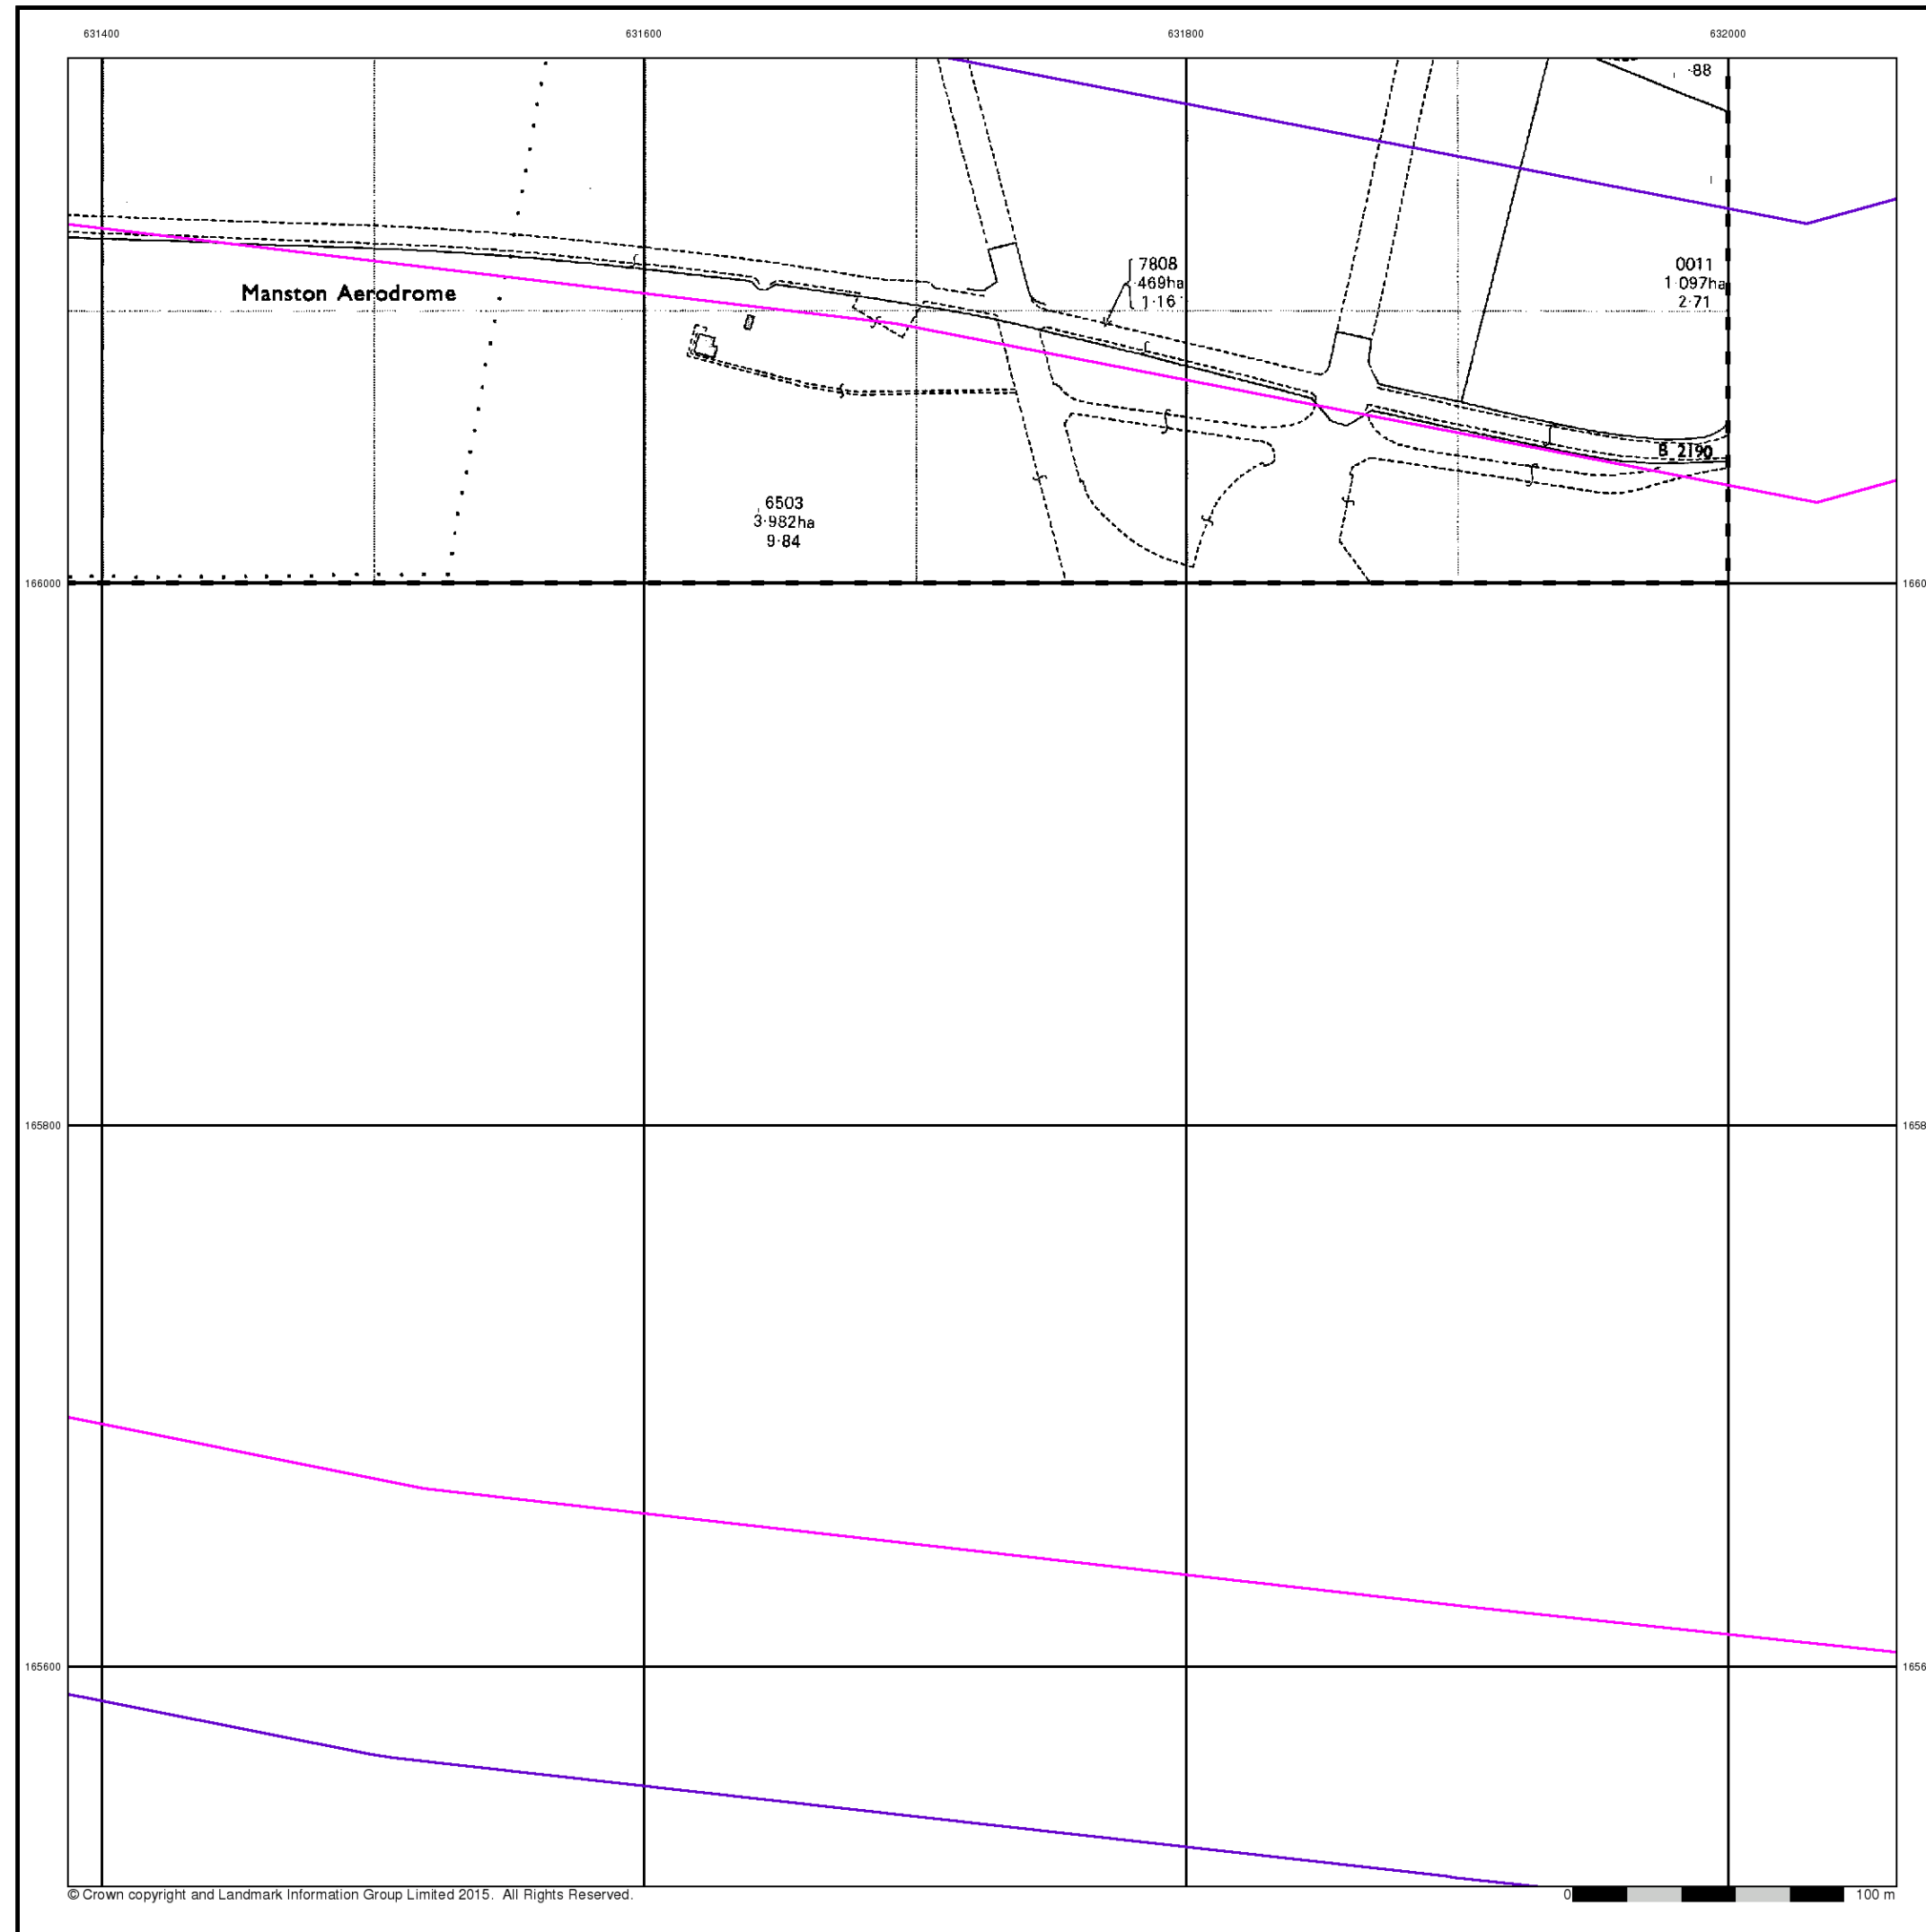 631400 631600 631800 632000
·88
7808
·469ha
1·16
0011
1·097ha
2·71
Manston Aerodrome
B 2190
6503
3·982ha
9·84
166000 1660
165800 1658
165600 1656
© Crown copyright and Landmark Information Group Limited 2015. All Rights Reserved.
0 100 m